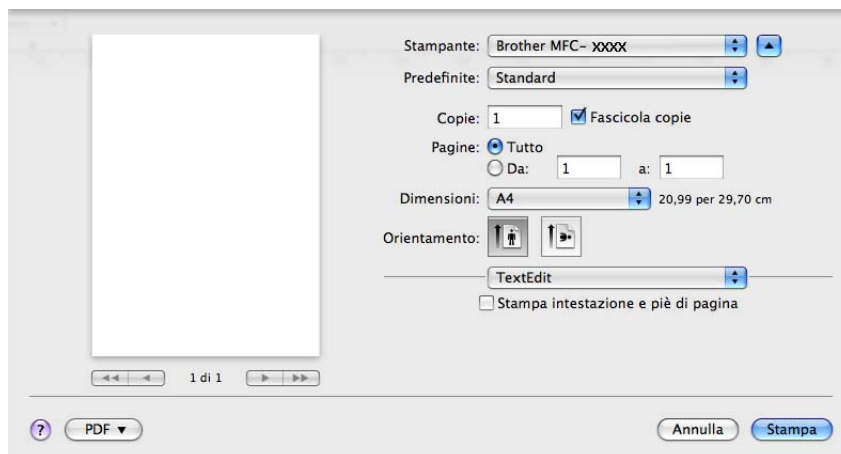 Stampante: Brother MFC- XXXX
Predefinite: Standard
Copie: 1 Fascicola copie
Pagine: Tutto
Da: 1 a: 1
Dimensioni: A4 20,99 per 29,70 cm
Orientamento:
TextEdit
Stampa intestazione e piè di pagina
1 di 1
? PDF Annulla Stampa